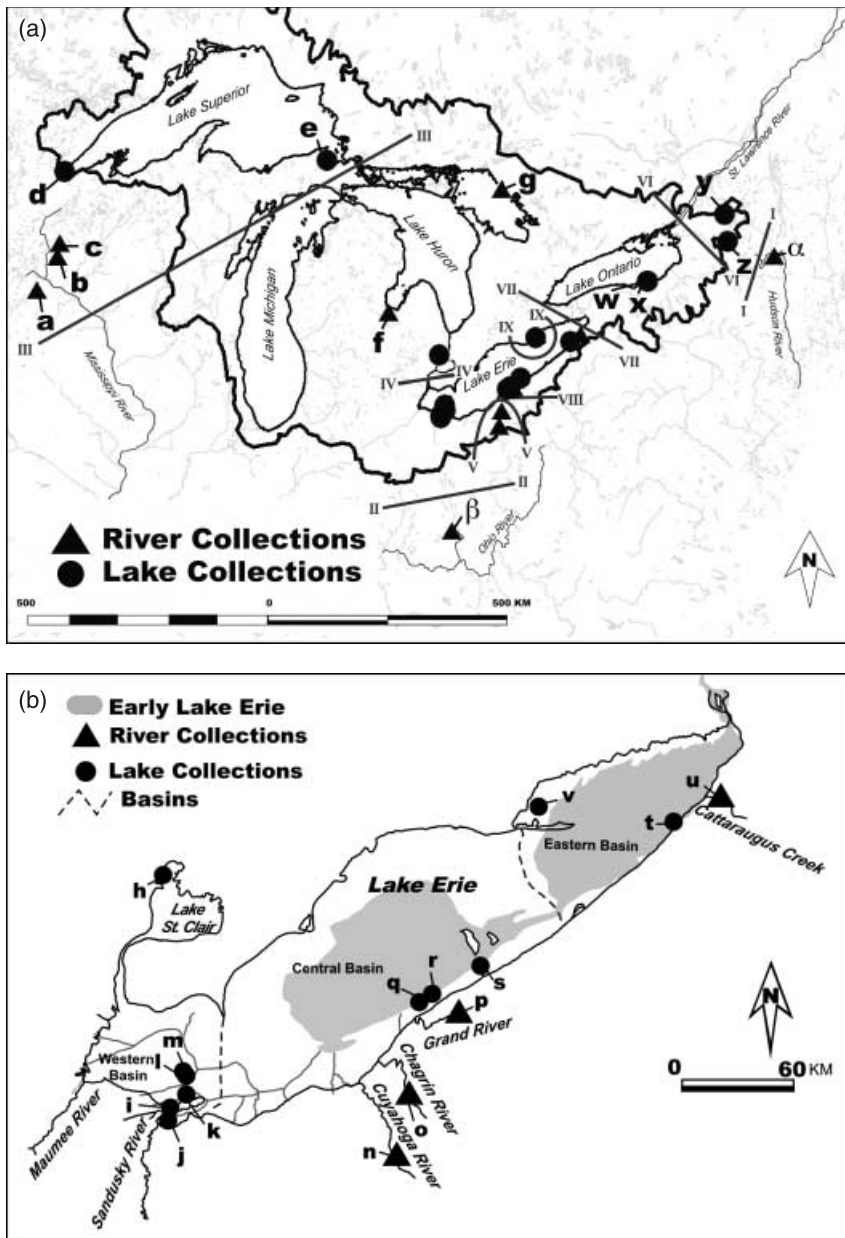 (a)
Lake Superior
e
III
d
g
St. Lawrence River
VI
y
I
c
b
a
Lake Huron
Lake Ontario
z
α
VI
Lake Michigan
VII
w
x
I
III
f
IX
IX
Hudson River
Mississippi River
IV
IV
Lake Erie
VII
VIII
V
V
II
II
β
Ohio River
River Collections
Lake Collections
N
500
0
500 KM
(b)
Early Lake Erie
River Collections
Lake Collections
Basins
v
u
t
Eastern Basin
Cattaraugus Creek
h
Lake St. Clair
Lake Erie
Central Basin
r
q
s
p
Grand River
N
m
l
Western Basin
i
k
j
Maumee River
Sandusky River
Chagrin River
o
Cuyahoga River
n
0
60 KM